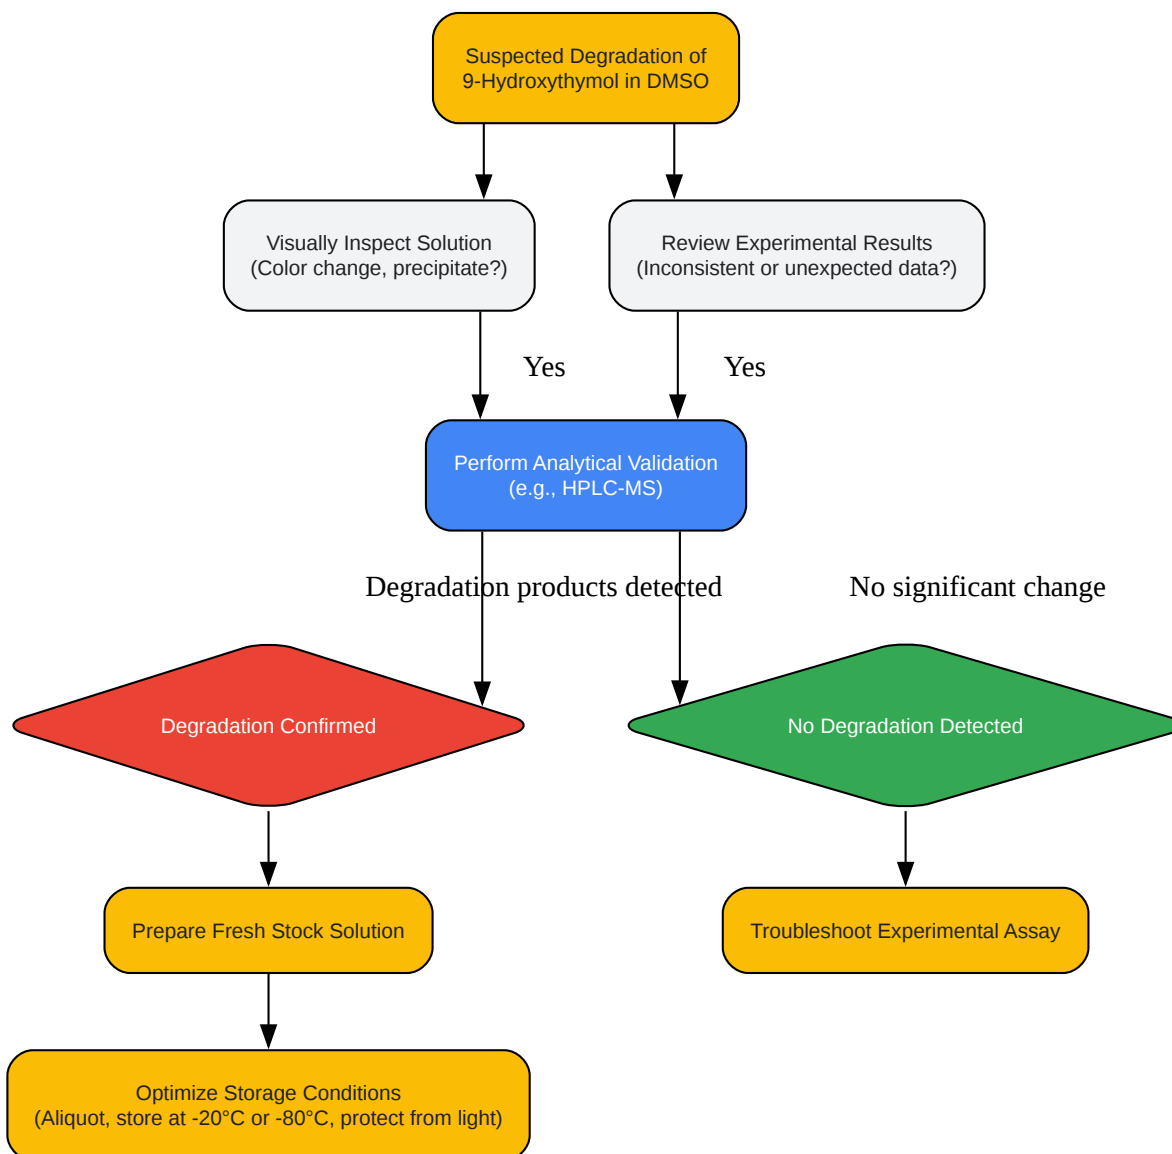 Suspected Degradation of
9-Hydroxythymol in DMSO
Visually Inspect Solution
(Color change, precipitate?)
Review Experimental Results
(Inconsistent or unexpected data?)
Yes
Yes
Perform Analytical Validation
(e.g., HPLC-MS)
Degradation products detected
No significant change
Degradation Confirmed
No Degradation Detected
Prepare Fresh Stock Solution
Troubleshoot Experimental Assay
Optimize Storage Conditions
(Aliquot, store at -20°C or -80°C, protect from light)